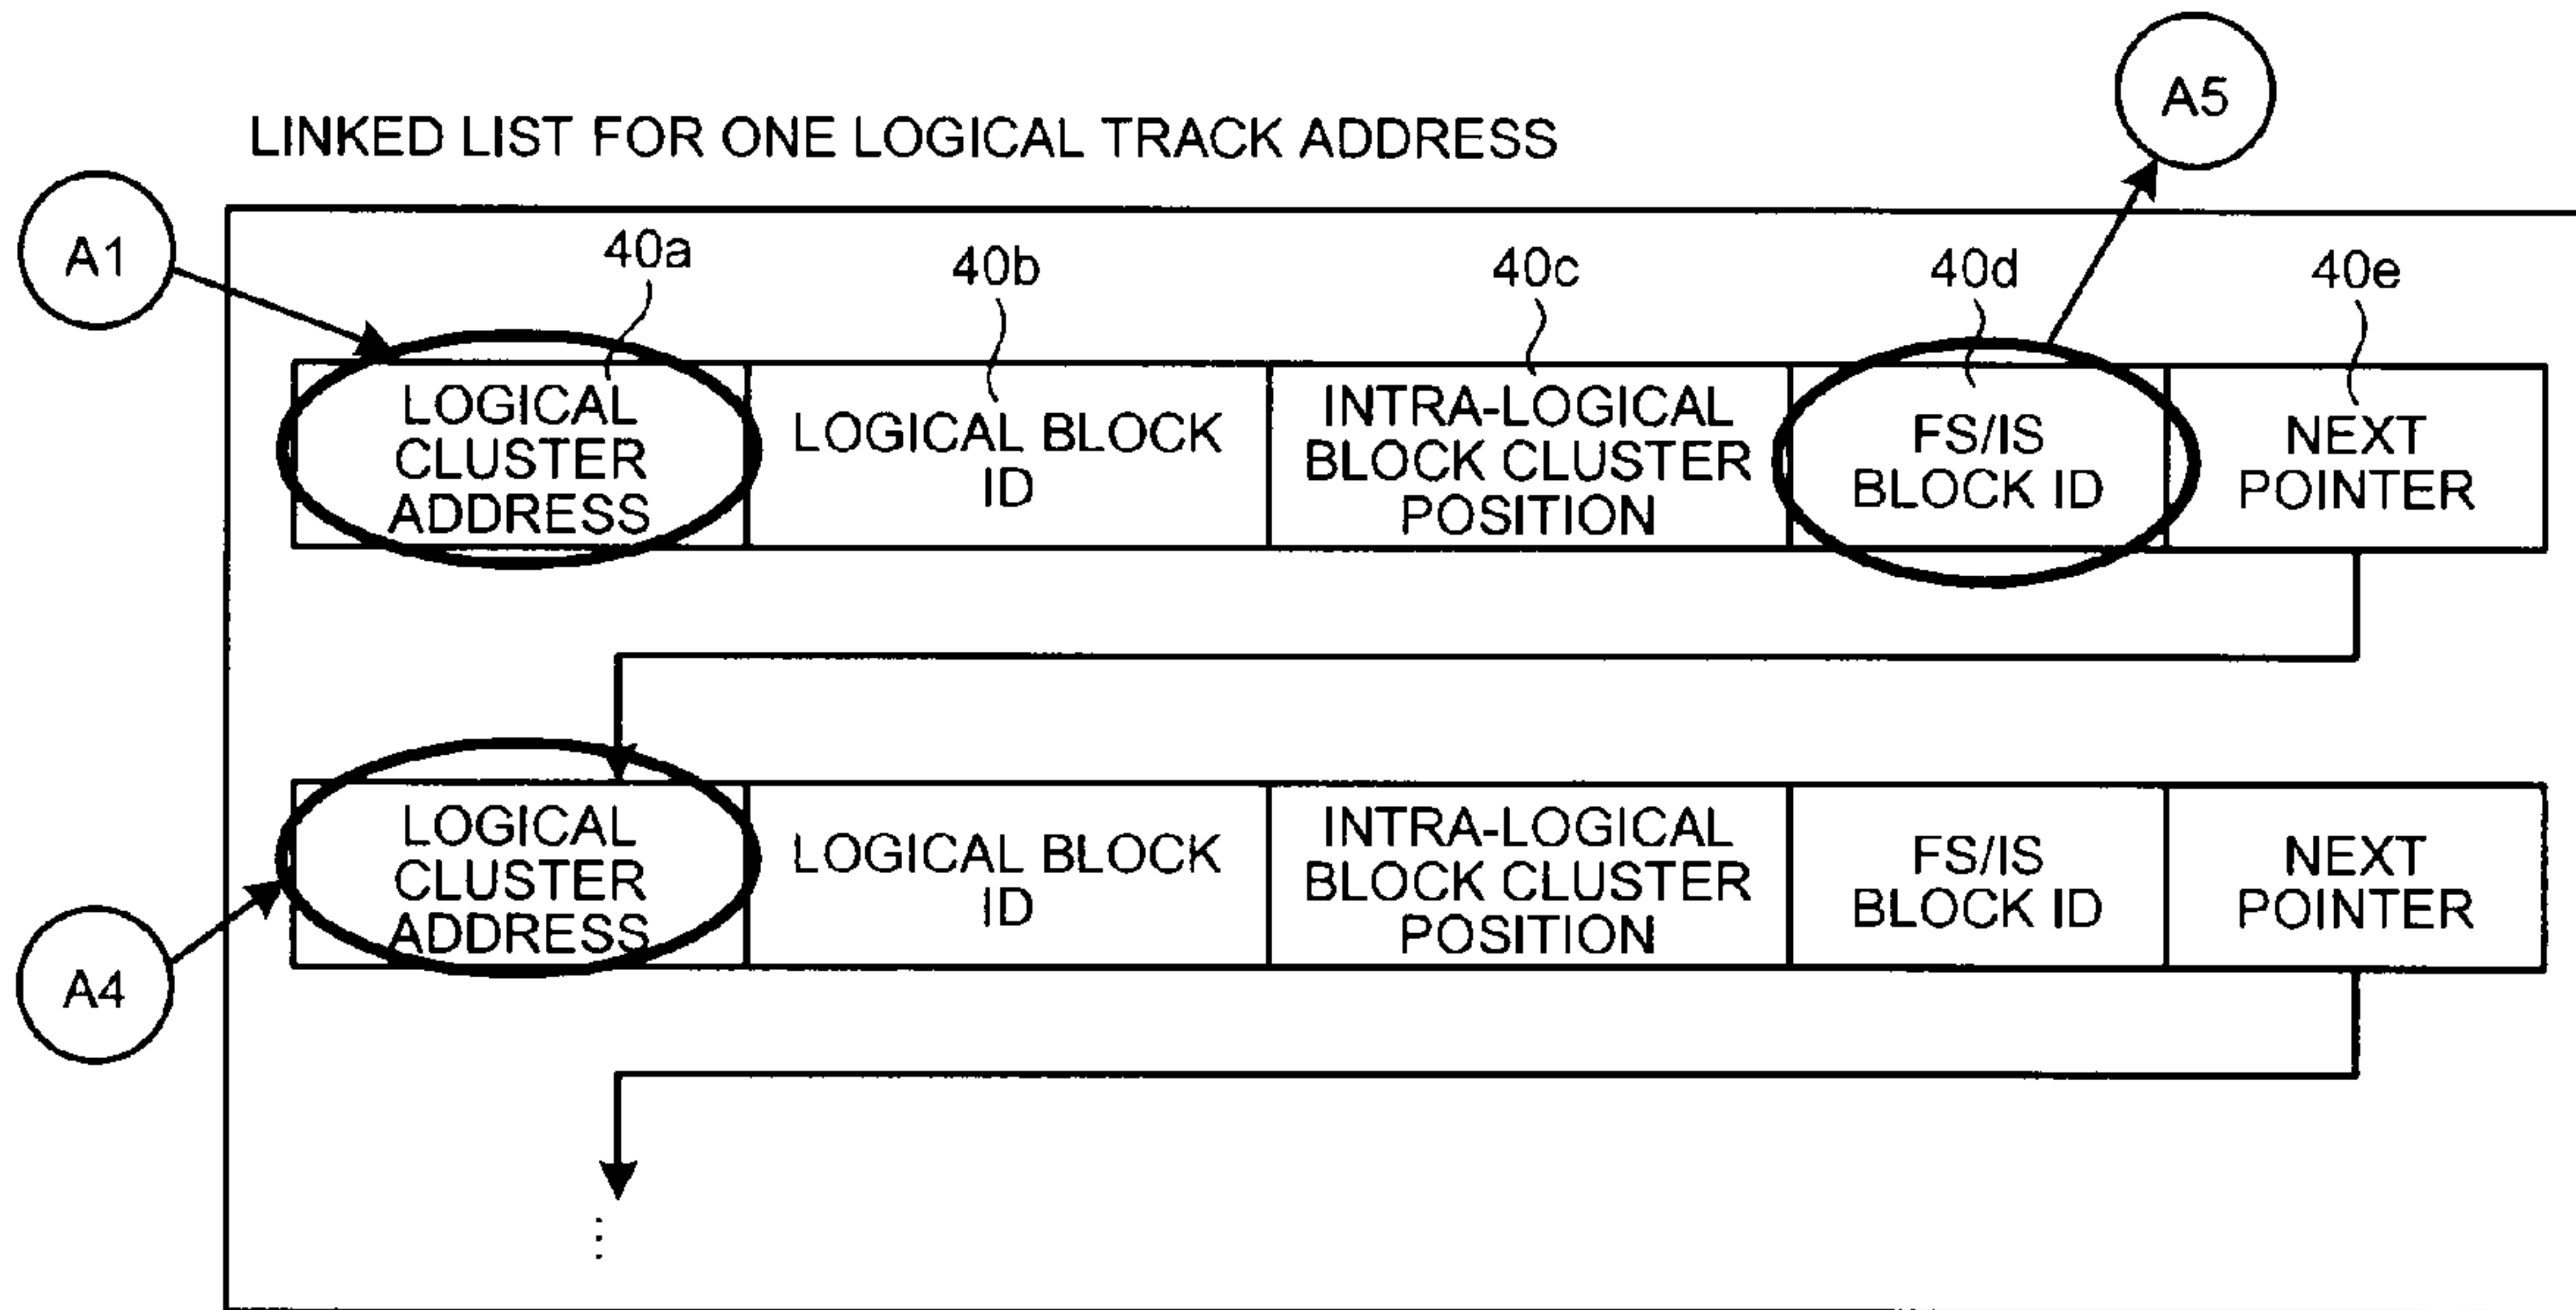 A5
LINKED LIST FOR ONE LOGICAL TRACK ADDRESS
A1
40a
40b
40c
40d
40e
LOGICAL
CLUSTER
ADDRESS
LOGICAL BLOCK
ID
INTRA-LOGICAL
BLOCK CLUSTER
POSITION
FS/IS
BLOCK ID
NEXT
POINTER
LOGICAL
CLUSTER
ADDRESS
LOGICAL BLOCK
ID
INTRA-LOGICAL
BLOCK CLUSTER
POSITION
FS/IS
BLOCK ID
NEXT
POINTER
A4
⋮